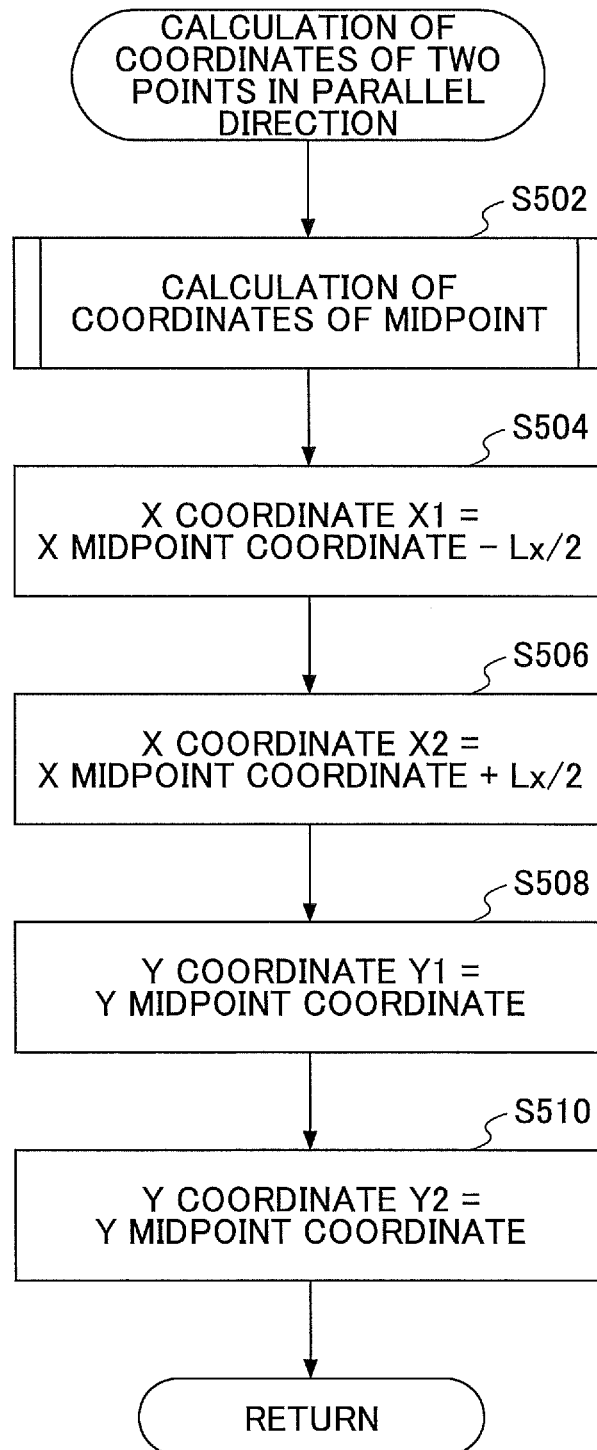 CALCULATION OF
COORDINATES OF TWO
POINTS IN PARALLEL
DIRECTION
S502
CALCULATION OF
COORDINATES OF MIDPOINT
S504
X COORDINATE X1 =
X MIDPOINT COORDINATE − Lx/2
S506
X COORDINATE X2 =
X MIDPOINT COORDINATE + Lx/2
S508
Y COORDINATE Y1 =
Y MIDPOINT COORDINATE
S510
Y COORDINATE Y2 =
Y MIDPOINT COORDINATE
RETURN